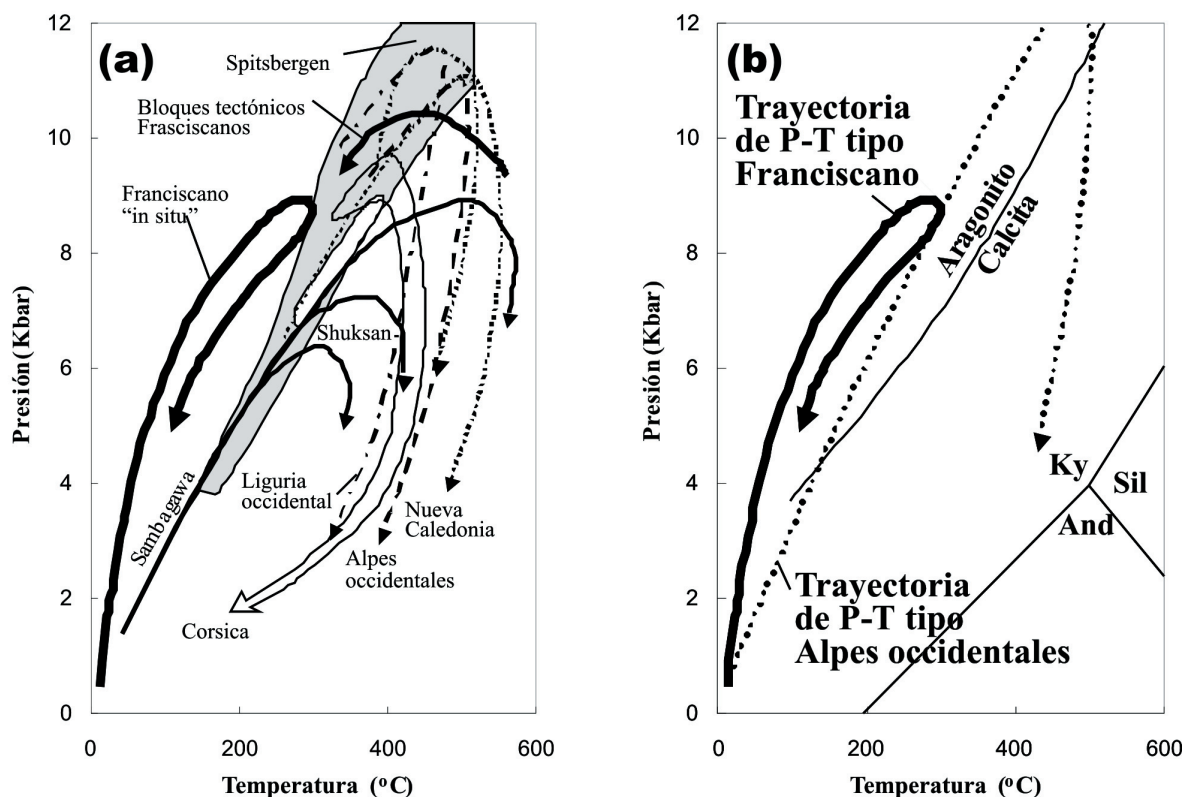 (a)
Spitsbergen
Bloques tectónicos
Frasciscanos
Franciscano
“in situ”
Shuksan
Sambagawa
Liguria
occidental
Nueva
Caledonia
Alpes
occidentales
Corsica
Presión (Kbar)
12
10
8
6
4
2
0
0
200
400
600
Temperatura (ºC)
(b)
Trayectoria
de P-T tipo
Franciscano
Aragonito
Calcita
Ky
Sil
And
Trayectoria
de P-T tipo
Alpes occidentales
Presión (Kbar)
12
10
8
6
4
2
0
0
200
400
600
Temperatura (ºC)